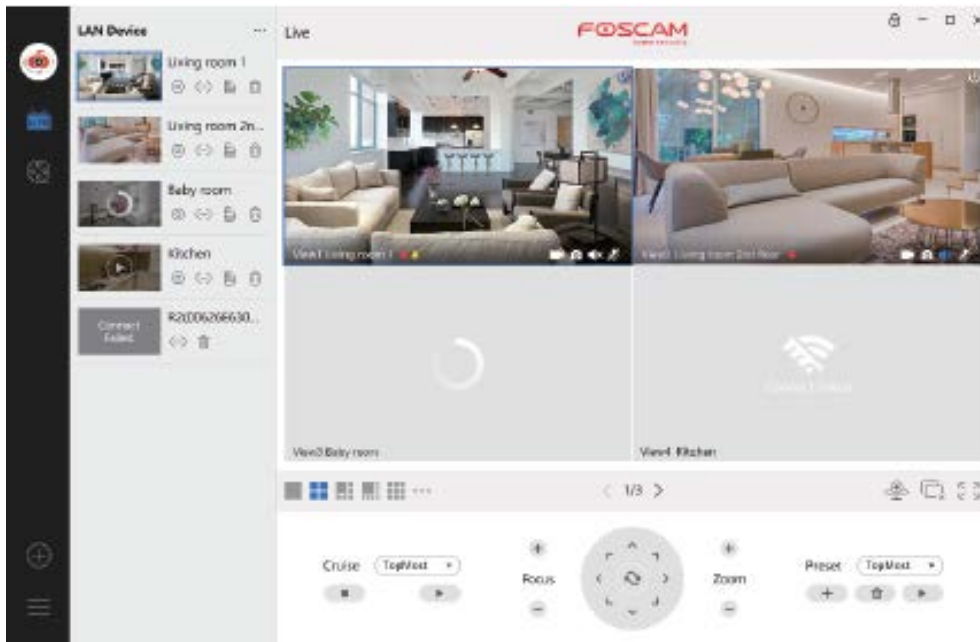 LAN Device
Live
FOSCAM
Living room 1
Living room 2n...
Baby room
Kitchen
Connect
Failed
View1 Living room 1
View2 Living room 2nd floor
View3 Baby room
View4 Kitchen
1/3
Cruise
TopMost
Focus
Zoom
Preset
TopMost